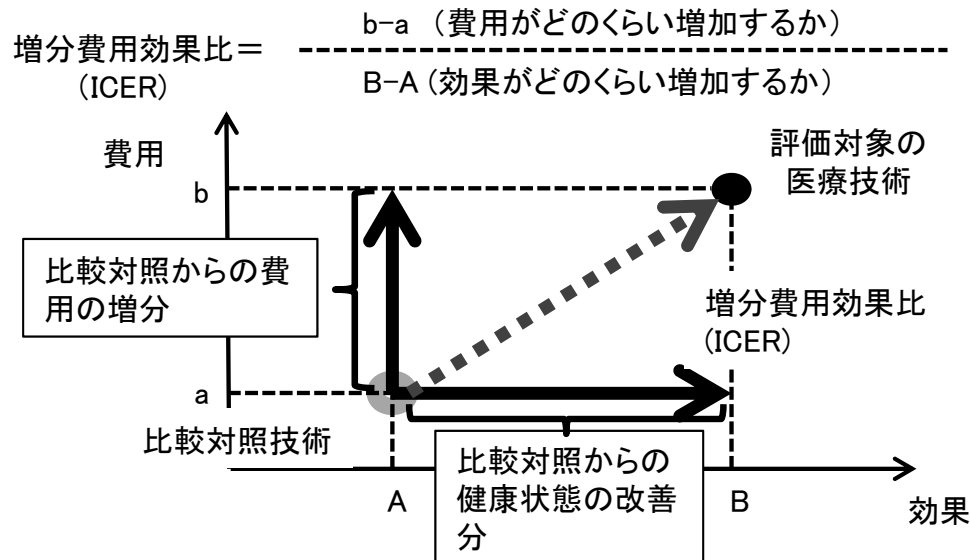 増分費用効果比＝
(ICER)
b-a （費用がどのくらい増加するか）
B-A（効果がどのくらい増加するか）
費用
評価対象の
医療技術
b
比較対照からの費
用の増分
増分費用効果比
(ICER)
a
比較対照技術
比較対照からの
健康状態の改善
分
A
B
効果